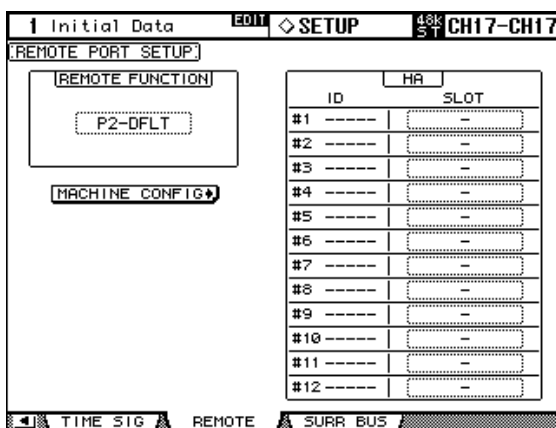 1 Initial Data EDIT ◇SETUP 48K ST CH17-CH17
REMOTE PORT SETUP
REMOTE FUNCTION
P2-DFLT
MACHINE CONFIG
HA
ID SLOT
#1 ----- -
#2 ----- -
#3 ----- -
#4 ----- -
#5 ----- -
#6 ----- -
#7 ----- -
#8 ----- -
#9 ----- -
#10 ----- -
#11 ----- -
#12 ----- -
TIME SIG REMOTE SURR BUS